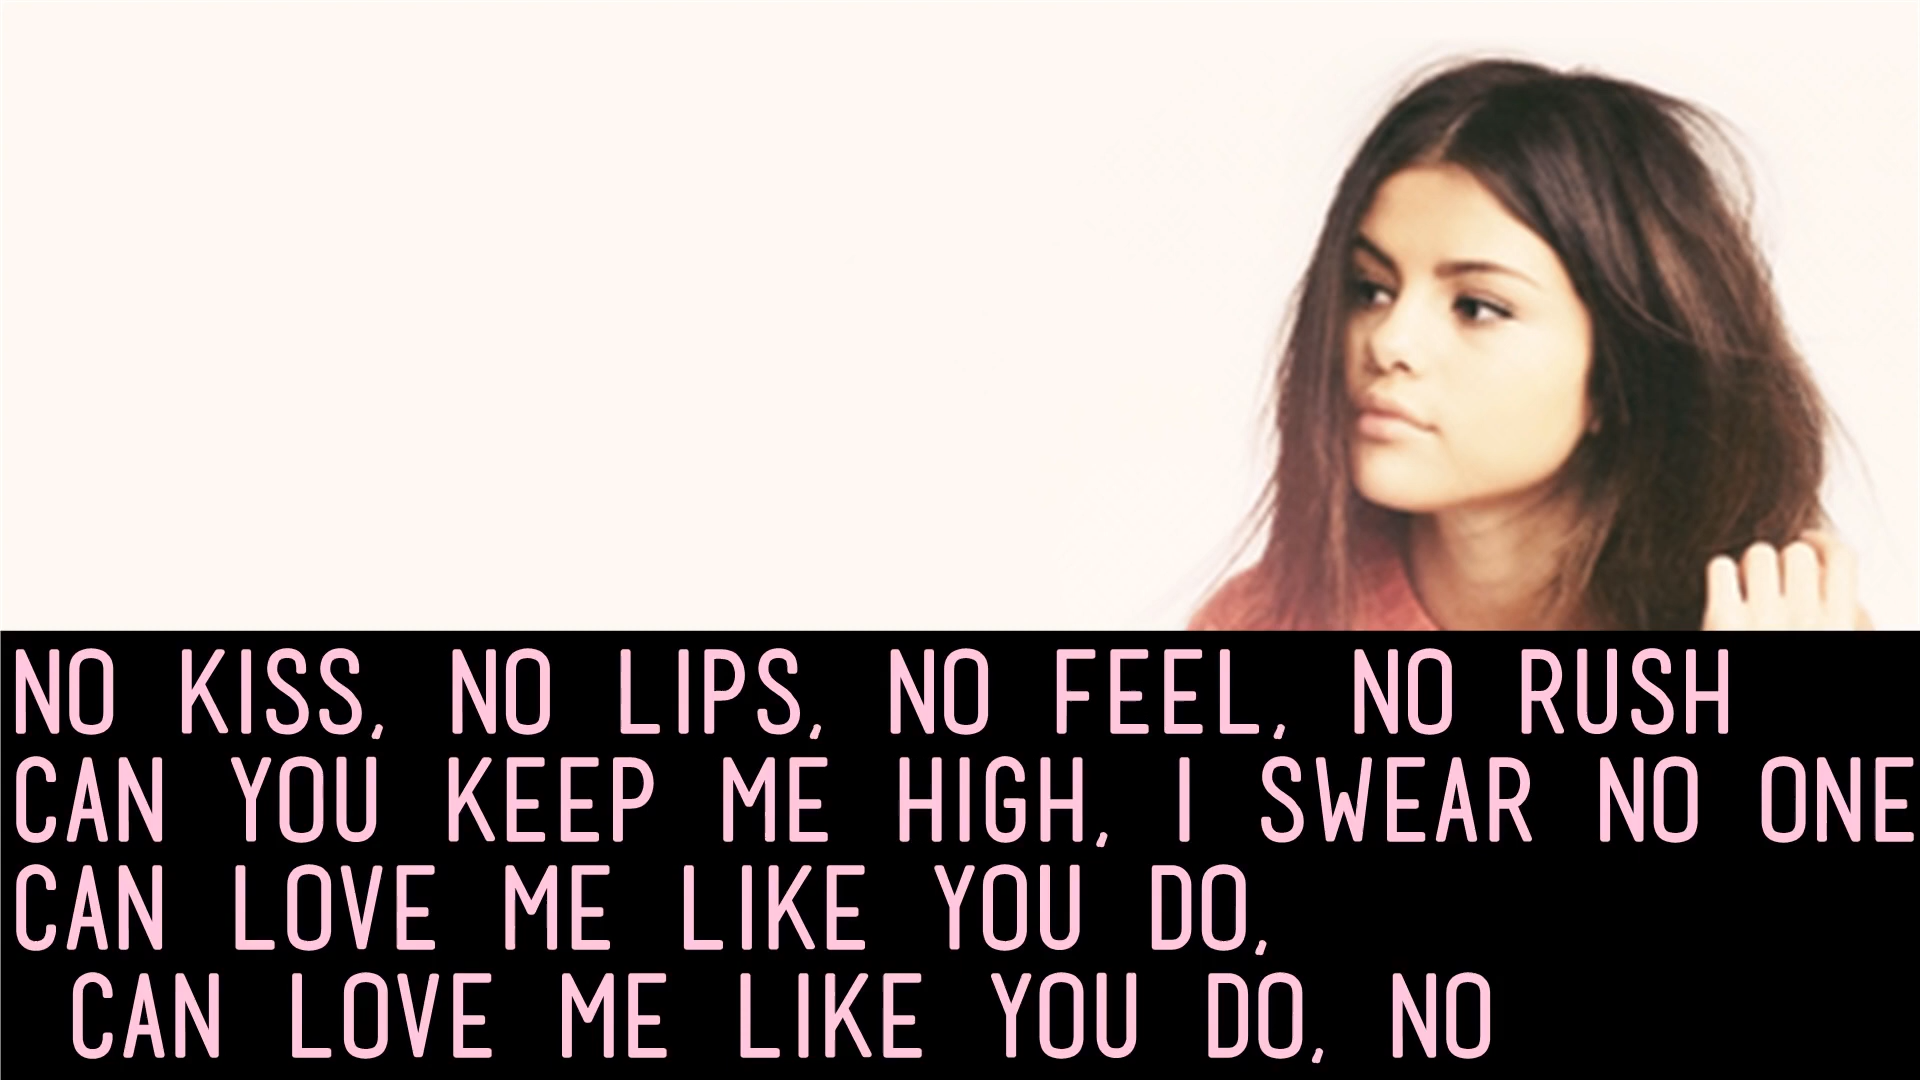 NO KISS, NO LIPS, NO FEEL, NO RUSH
CAN YOU KEEP ME HIGH, I SWEAR NO ONE
CAN LOVE ME LIKE YOU DO,
CAN LOVE ME LIKE YOU DO, NO